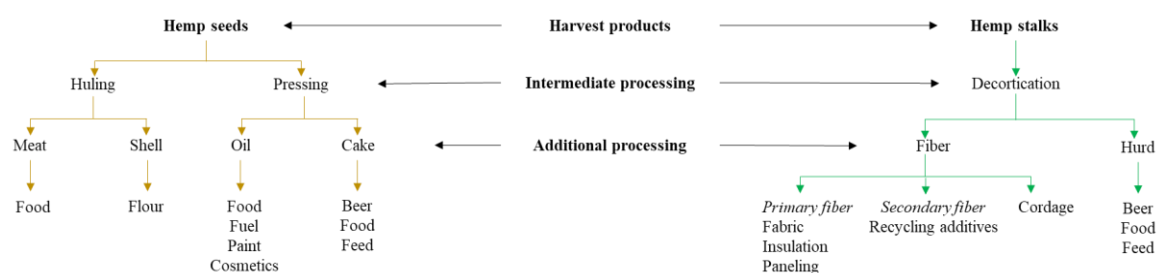 Hemp seeds Harvest products Hemp stalks
Huling Pressing Intermediate processing Decortication
Meat Shell Oil Cake Additional processing Fiber Hurd
Food Flour Food Beer Primary fiber Secondary fiber Cordage Beer
Fuel Food Fabric Recycling additives Food
Paint Feed Insulation Feed
Cosmetics Paneling